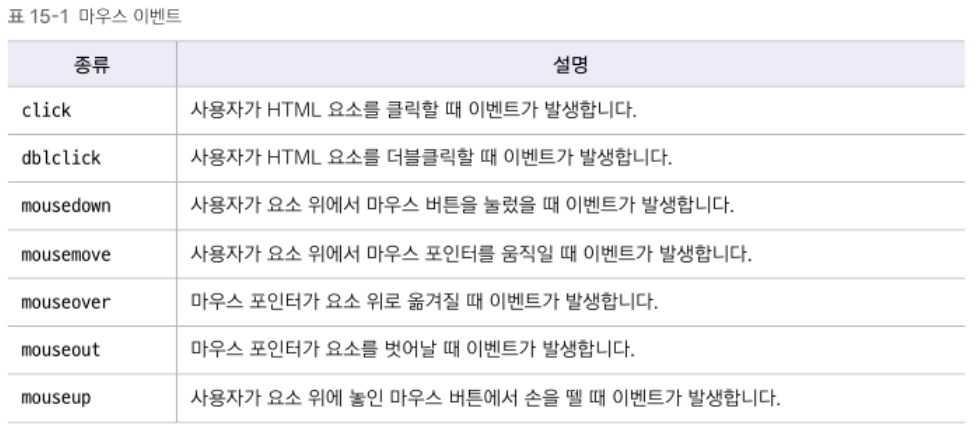 표 15-1 마우스 이벤트
종류 설명
click 사용자가 HTML 요소를 클릭할 때 이벤트가 발생합니다.
dblclick 사용자가 HTML 요소를 더블클릭할 때 이벤트가 발생합니다.
mousedown 사용자가 요소 위에서 마우스 버튼을 눌렀을 때 이벤트가 발생합니다.
mousemove 사용자가 요소 위에서 마우스 포인터를 움직일 때 이벤트가 발생합니다.
mouseover 마우스 포인터가 요소 위로 옮겨질 때 이벤트가 발생합니다.
mouseout 마우스 포인터가 요소를 벗어날 때 이벤트가 발생합니다.
mouseup 사용자가 요소 위에 놓인 마우스 버튼에서 손을 뗄 때 이벤트가 발생합니다.